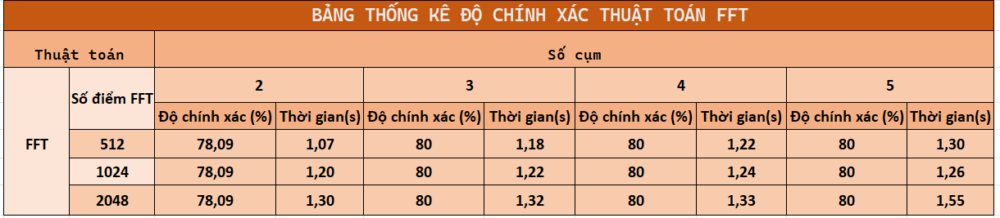 BẢNG THỐNG KÊ ĐỘ CHÍNH XÁC THUẬT TOÁN FFT
Thuật toán Số cụm
FFT Số điểm FFT 2 3 4 5
Độ chính xác (%) Thời gian(s) Độ chính xác (%) Thời gian(s) Độ chính xác (%) Thời gian(s) Độ chính xác (%) Thời gian(s)
512 78,09 1,07 80 1,18 80 1,22 80 1,30
1024 78,09 1,20 80 1,22 80 1,24 80 1,26
2048 78,09 1,30 80 1,32 80 1,33 80 1,55